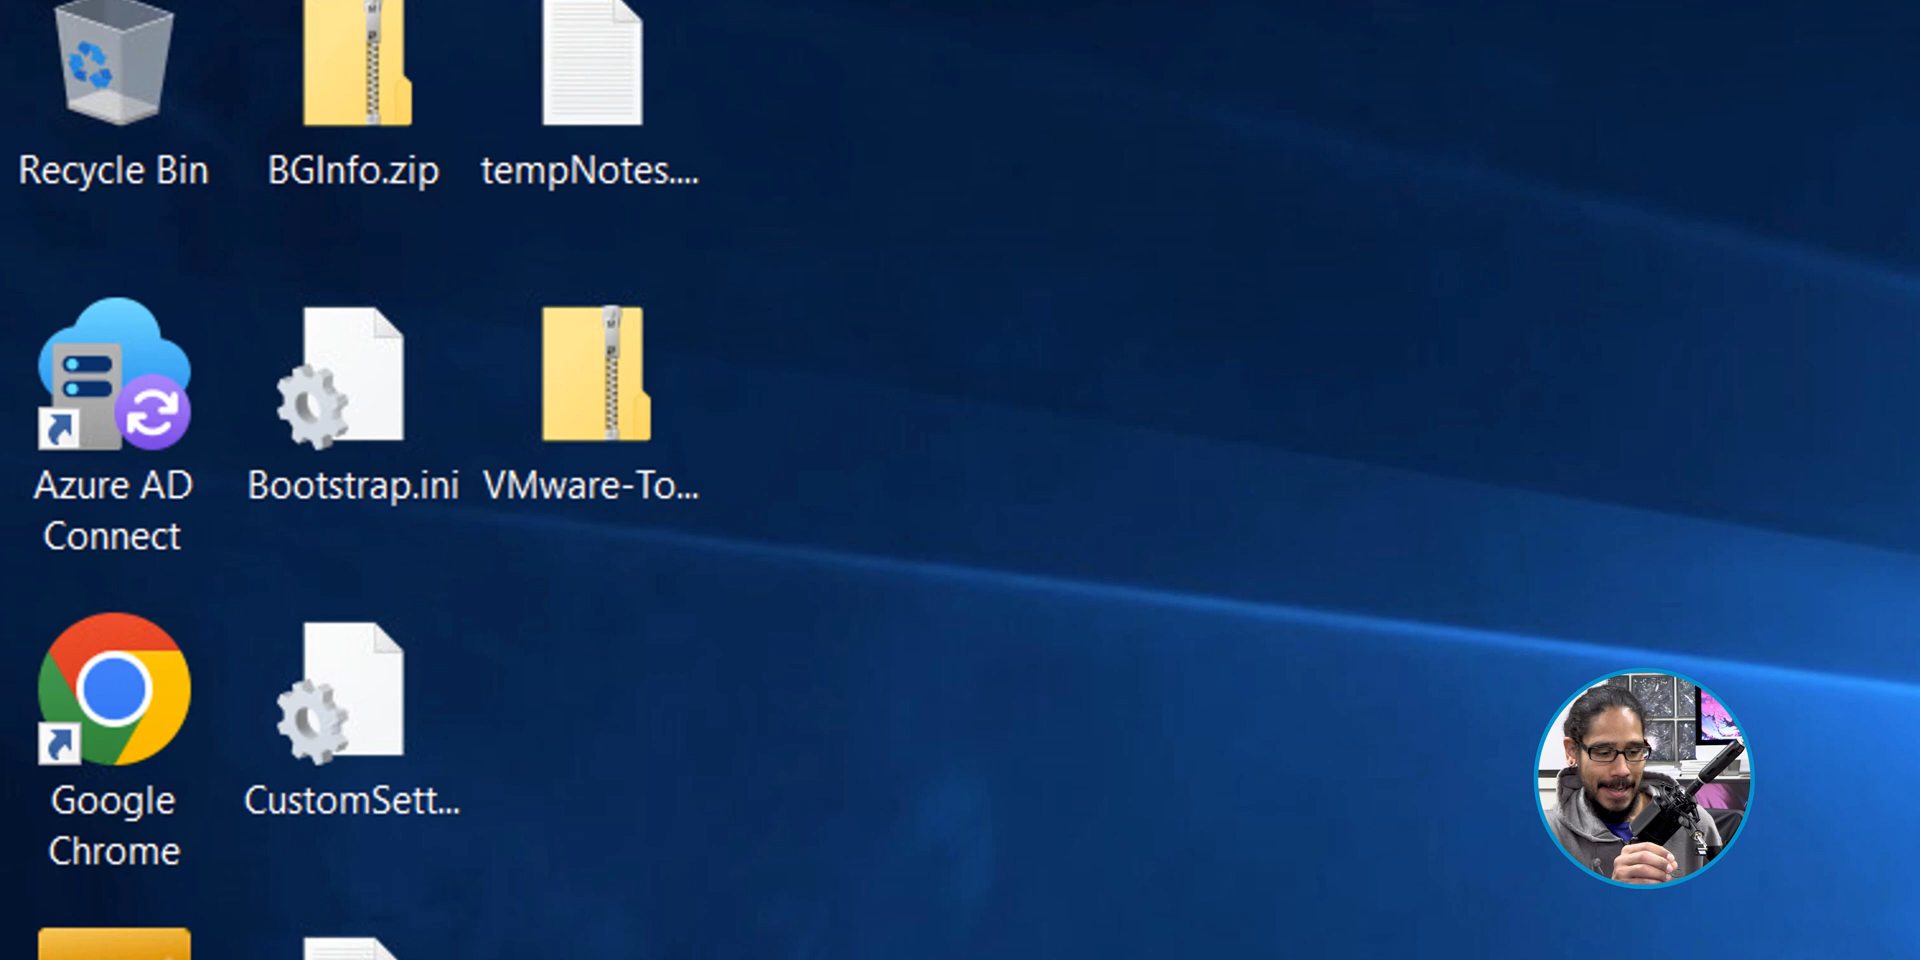 Recycle Bin
BGInfo.zip
tempNotes....
Azure AD
Connect
Bootstrap.ini
VMware-To...
Google
Chrome
CustomSett...